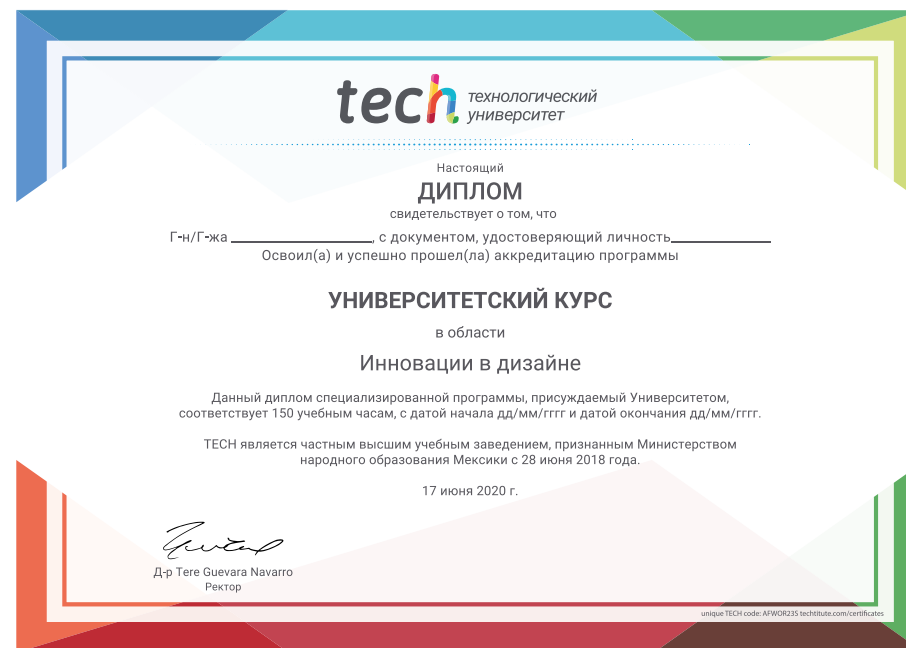 tech технологический
университет
Настоящий
ДИПЛОМ
свидетельствует о том, что
Г-н/Г-жа ____________, с документом, удостоверяющий личность____________
Освоил(а) и успешно прошел(ла) аккредитацию программы
УНИВЕРСИТЕТСКИЙ КУРС
в области
Инновации в дизайне
Данный диплом специализированной программы, присуждаемый Университетом,
соответствует 150 учебным часам, с датой начала дд/мм/гггг и датой окончания дд/мм/гггг.
TECH является частным высшим учебным заведением, признанным Министерством
народного образования Мексики с 28 июня 2018 года.
17 июня 2020 г.
Д-р Tere Guevara Navarro
Ректор
unique TECH code: AFWOR23S techtitute.com/certificates